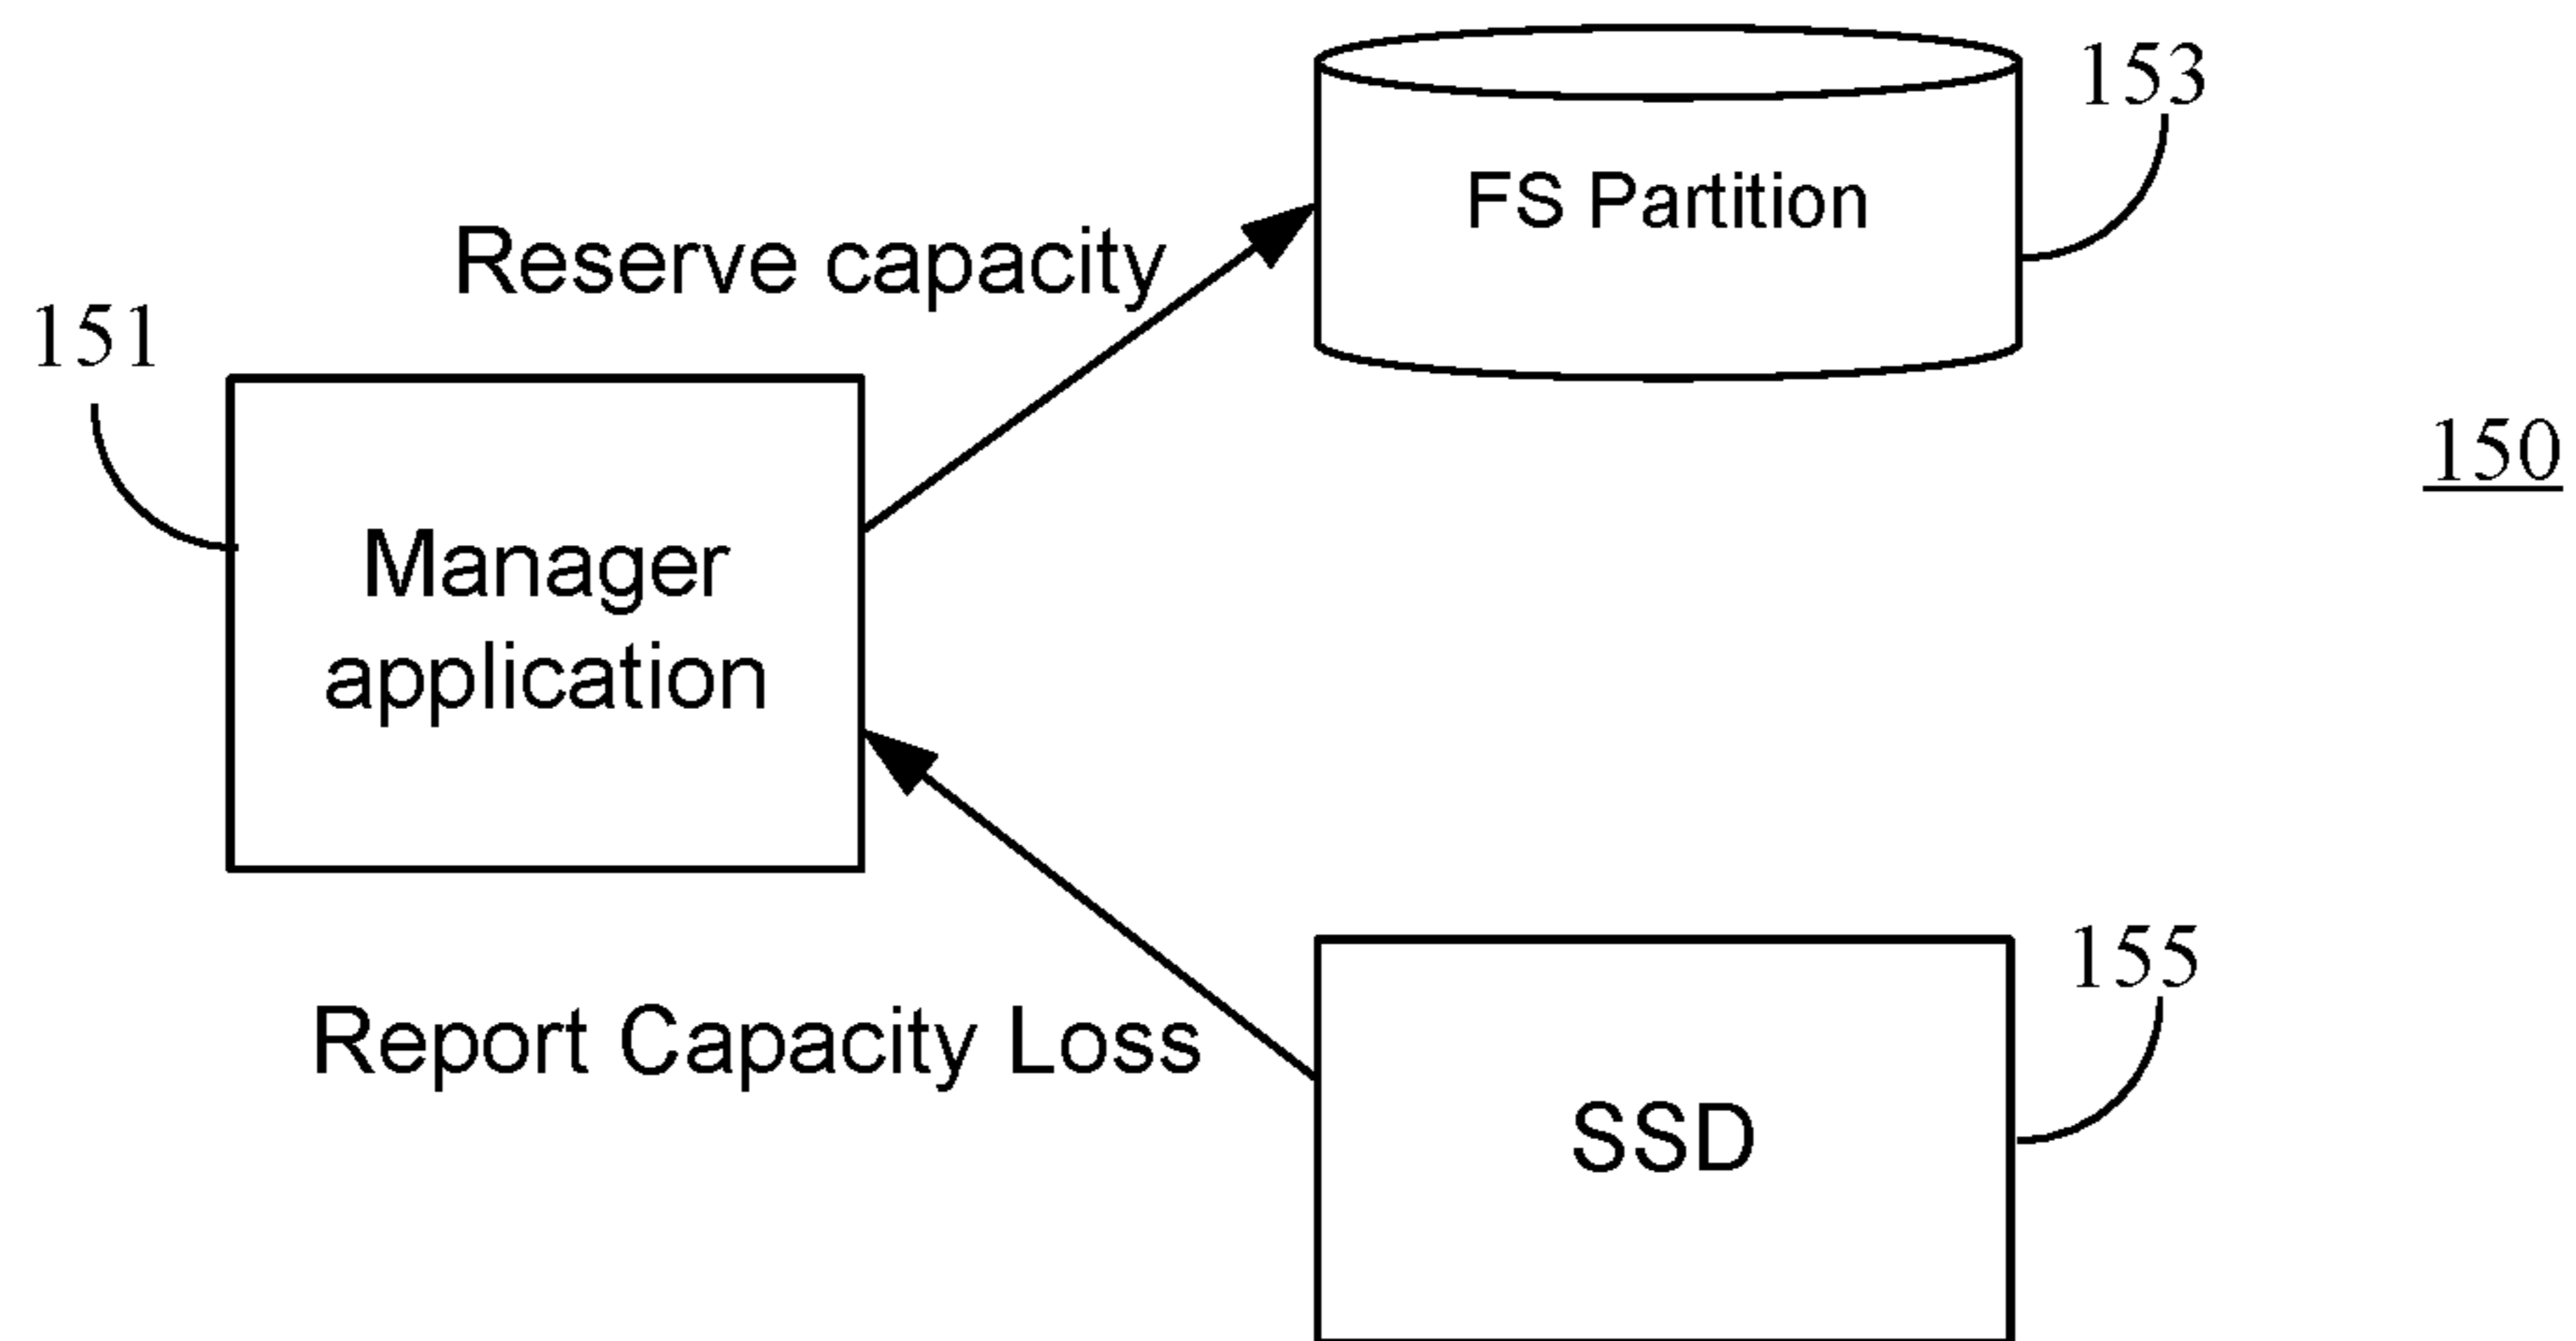 153
FS Partition
Reserve capacity
151
150
Manager
application
155
Report Capacity Loss
SSD